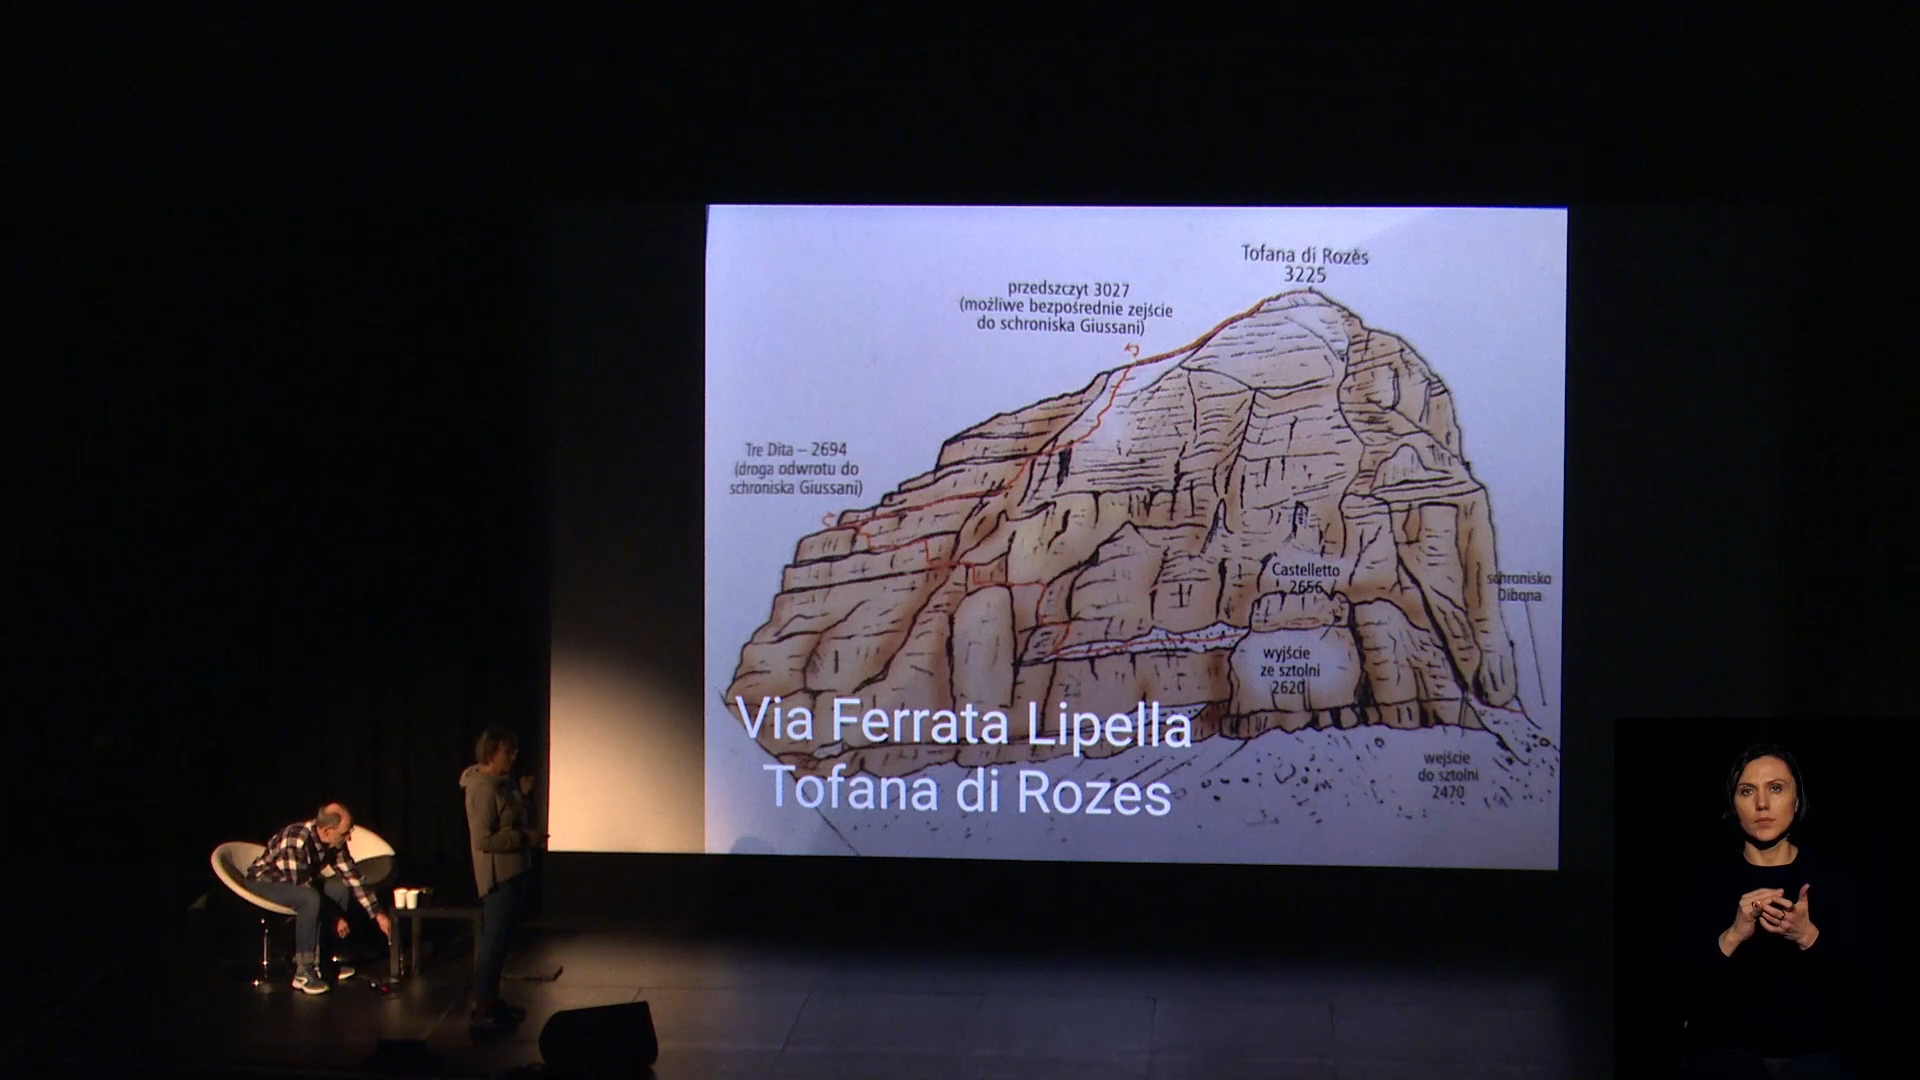 Tofana di Rozès
3225
przedszczyt 3027
(możliwe bezpośrednie zejście
do schroniska Giussani)
Tre Dita – 2694
(droga odwrotu do
schroniska Giussani)
Castelletto
2656
schronisko
Dibona
wyjście
ze sztolni
2620
Via Ferrata Lipella
Tofana di Rozes
wejście
do sztolni
2470